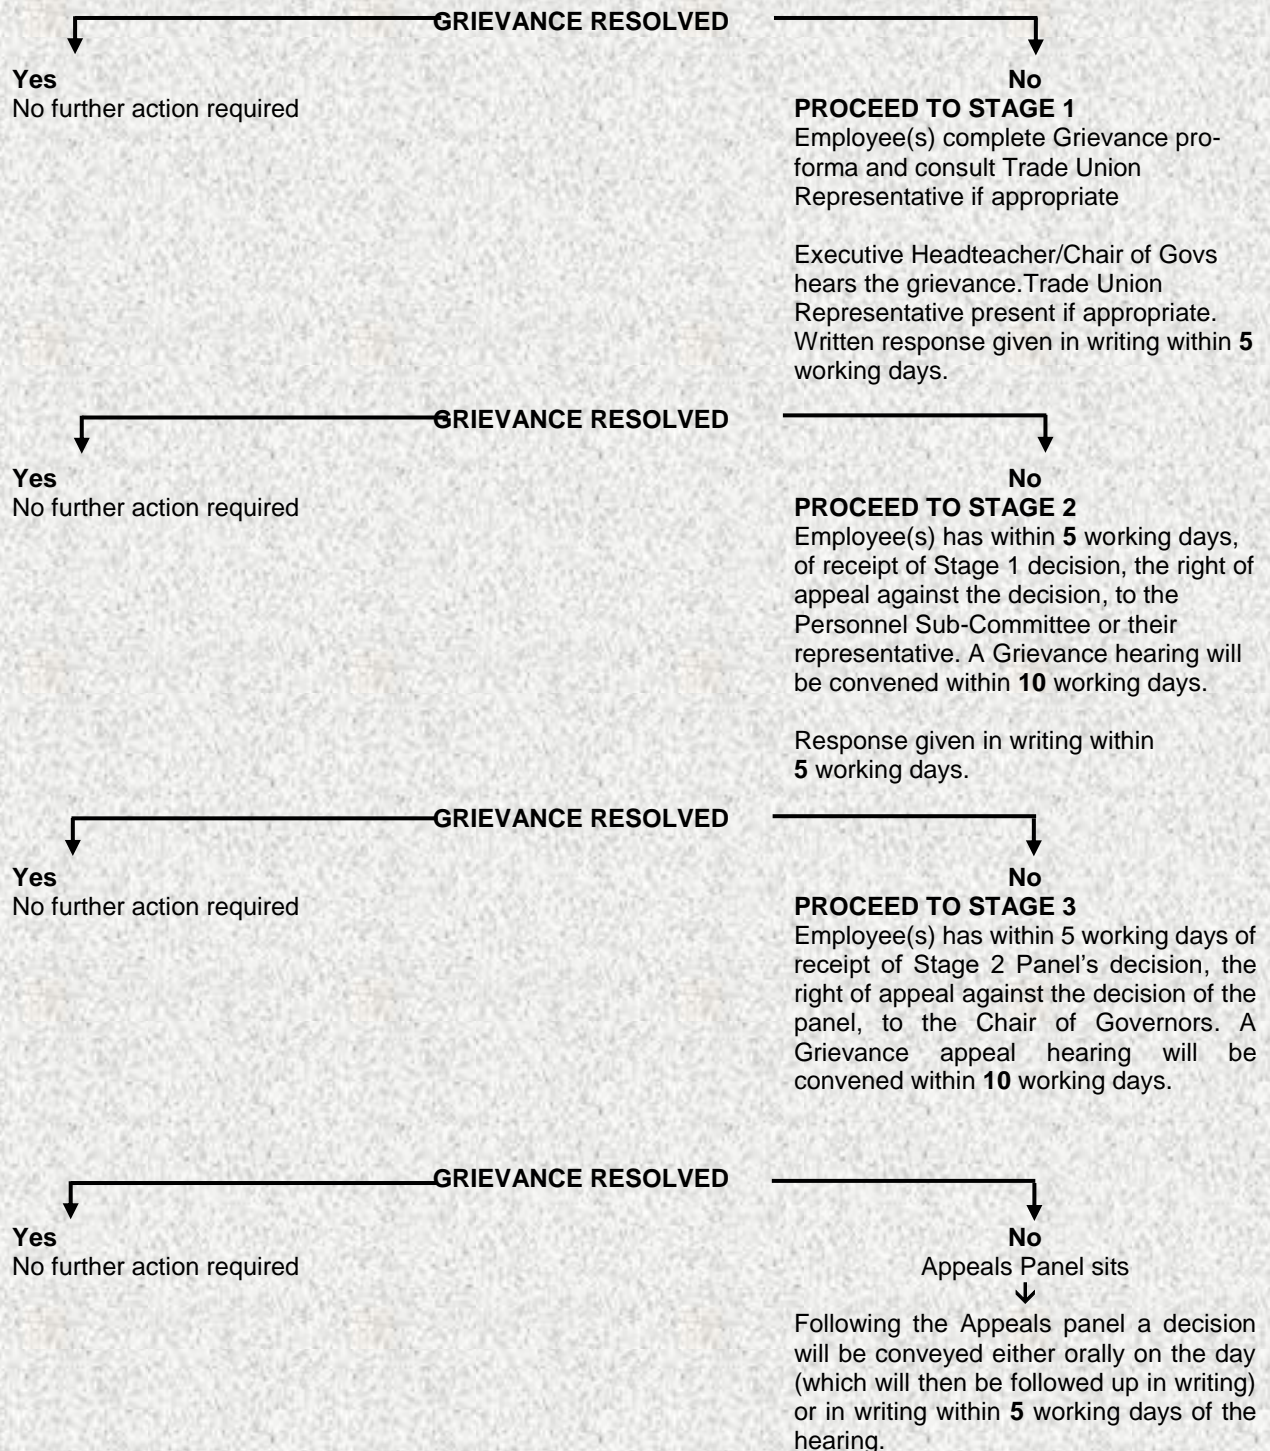 GRIEVANCE RESOLVED
Yes
No further action required
No
PROCEED TO STAGE 1
Employee(s) complete Grievance pro-
forma and consult Trade Union
Representative if appropriate
Executive Headteacher/Chair of Govs
hears the grievance.Trade Union
Representative present if appropriate.
Written response given in writing within 5
working days.
GRIEVANCE RESOLVED
Yes
No further action required
No
PROCEED TO STAGE 2
Employee(s) has within 5 working days,
of receipt of Stage 1 decision, the right of
appeal against the decision, to the
Personnel Sub-Committee or their
representative. A Grievance hearing will
be convened within 10 working days.
Response given in writing within
5 working days.
GRIEVANCE RESOLVED
Yes
No further action required
No
PROCEED TO STAGE 3
Employee(s) has within 5 working days of
receipt of Stage 2 Panel’s decision, the
right of appeal against the decision of the
panel, to the Chair of Governors. A
Grievance appeal hearing will be
convened within 10 working days.
GRIEVANCE RESOLVED
Yes
No further action required
No
Appeals Panel sits
Following the Appeals panel a decision
will be conveyed either orally on the day
(which will then be followed up in writing)
or in writing within 5 working days of the
hearing.